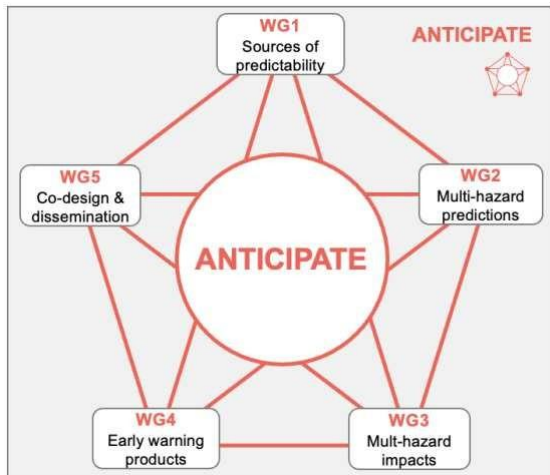 WG1
Sources of
predictability
ANTICIPATE
WG5
Co-design &
dissemination
WG2
Multi-hazard
predictions
ANTICIPATE
WG4
Early warning
products
WG3
Mult-hazard
impacts